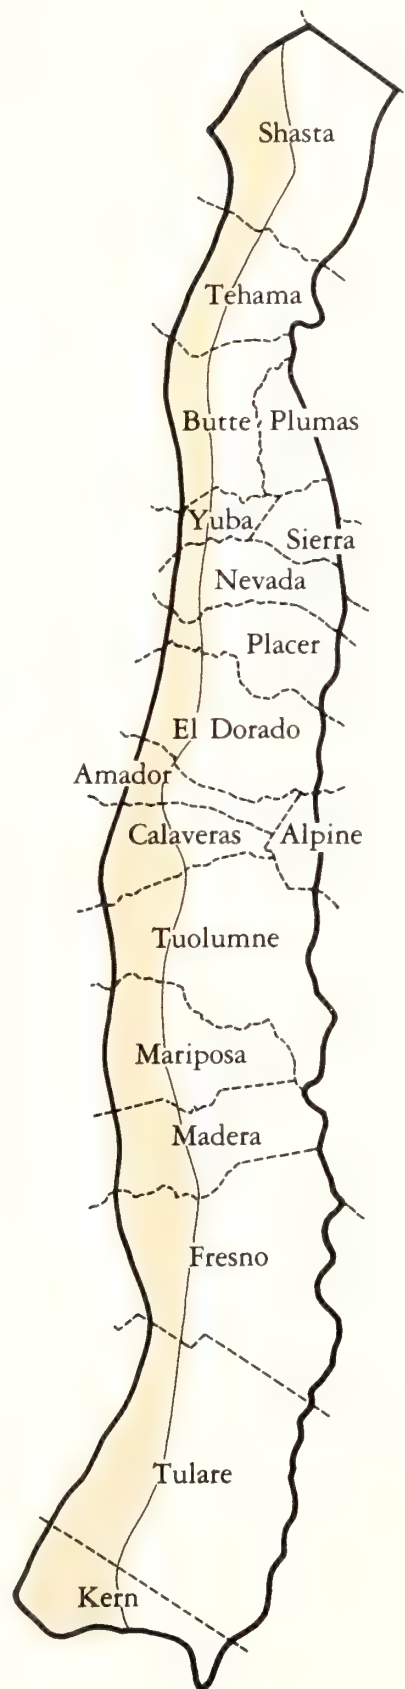 Shasta
Tehama
Butte
Plumas
Yuba
Sierra
Nevada
Placer
El Dorado
Amador
Calaveras
Alpine
Tuolumne
Mariposa
Madera
Fresno
Tulare
Kern